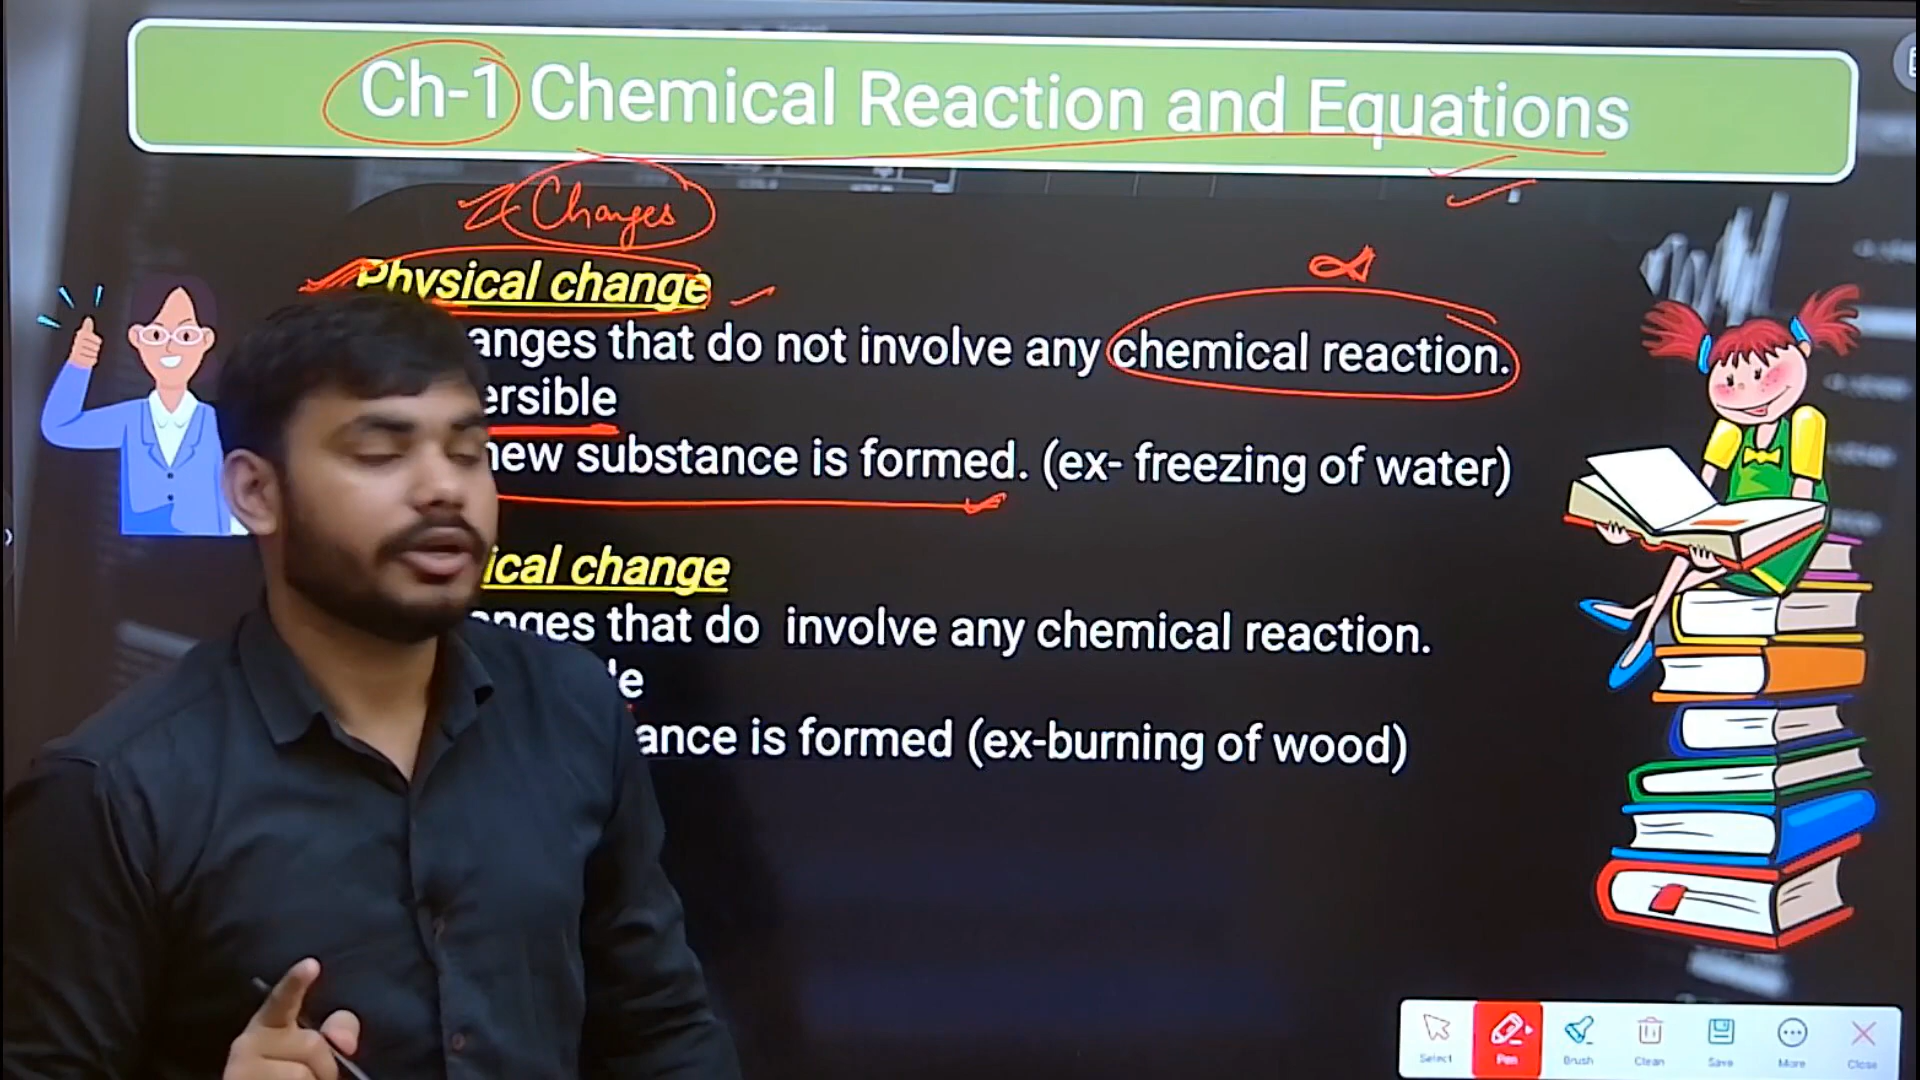 Ch-1 Chemical Reaction and Equations
Changes
Physical change
anges that do not involve any chemical reaction.
ersible
new substance is formed. (ex- freezing of water)
ical change
anges that do  involve any chemical reaction.
le
ance is formed (ex-burning of wood)
Select Pen Brush Clean Save More Close